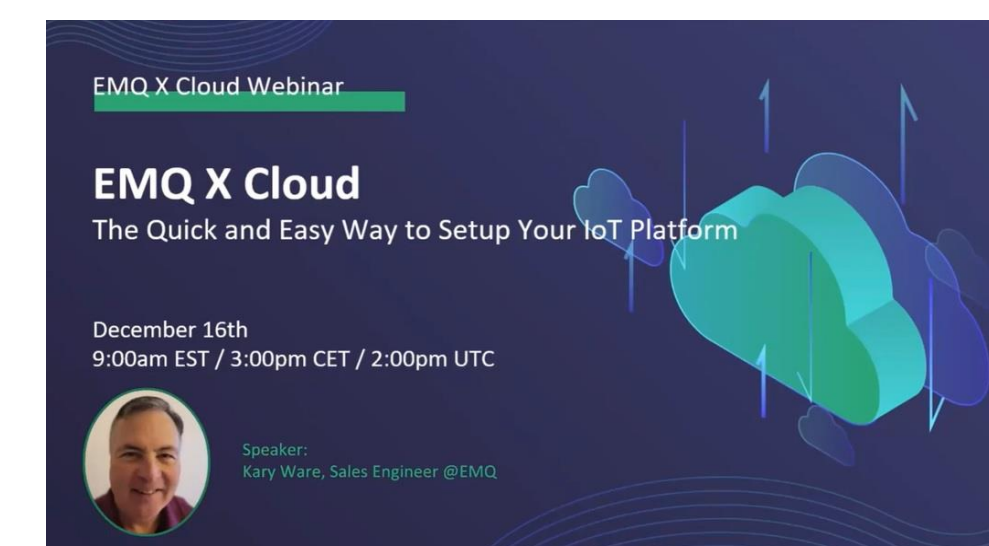 EMQ X Cloud Webinar
EMQ X Cloud
The Quick and Easy Way to Setup Your IoT Platform
December 16th
9:00am EST / 3:00pm CET / 2:00pm UTC
Speaker:
Kary Ware, Sales Engineer @EMQ